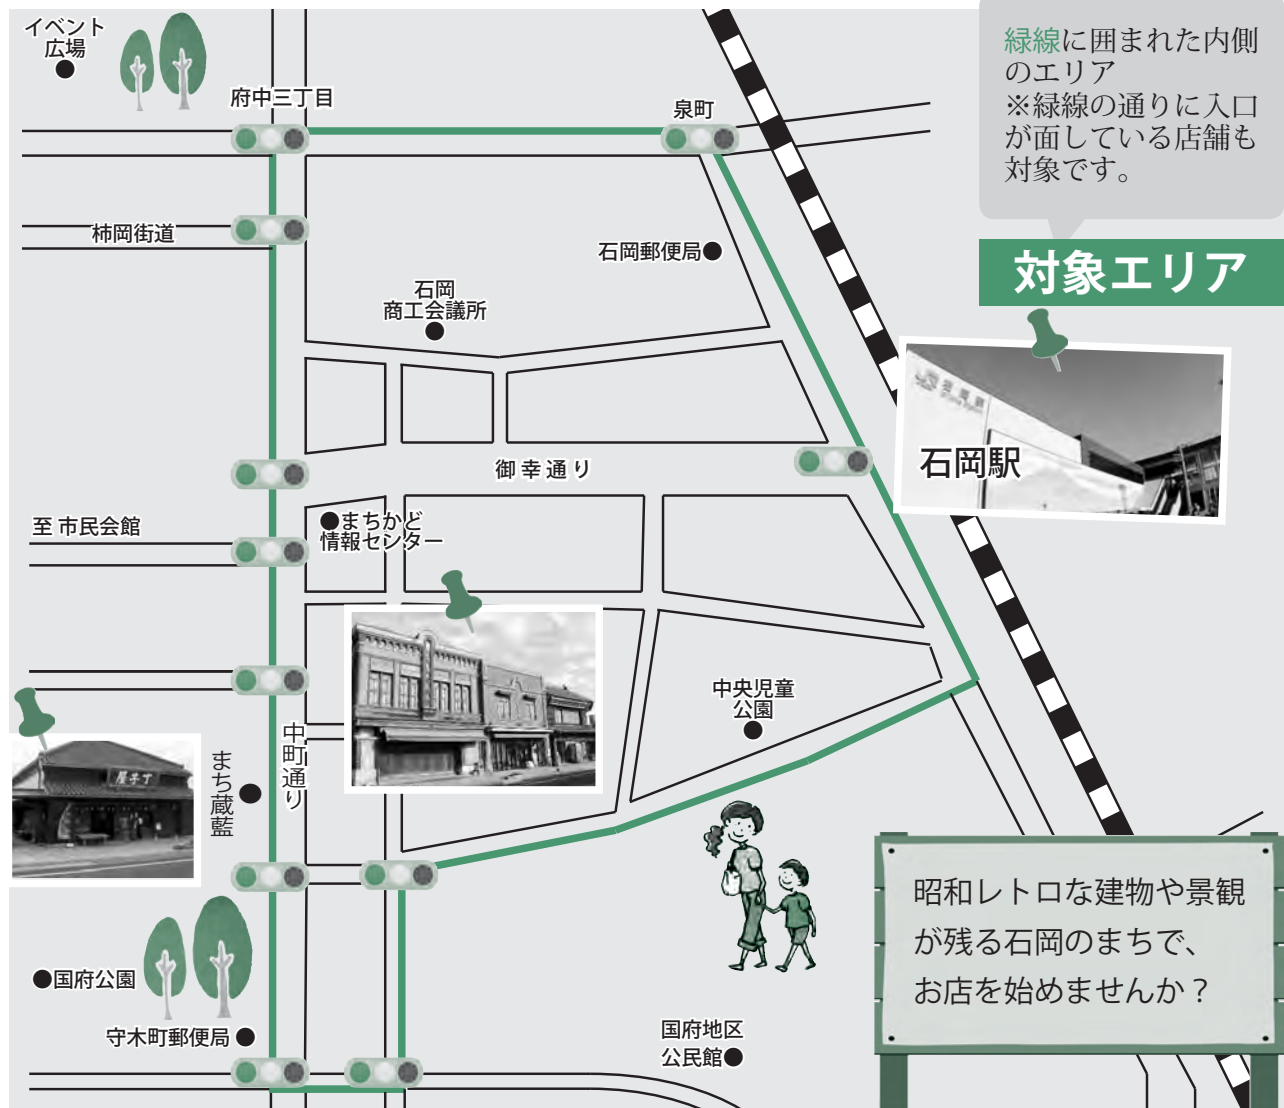 イベント
広場
府中三丁目
泉町
緑線に囲まれた内側
のエリア
※緑線の通りに入口
が面している店舗も
対象です。
対象エリア
柿岡街道
石岡郵便局
石岡
商工会議所
石岡駅
御幸通り
至 市民会館
まちかど
情報センター
中央児童
公園
中町通り
まち蔵藍
丁子屋
昭和レトロな建物や景観
が残る石岡のまちで、
お店を始めませんか？
国府公園
守木町郵便局
国府地区
公民館